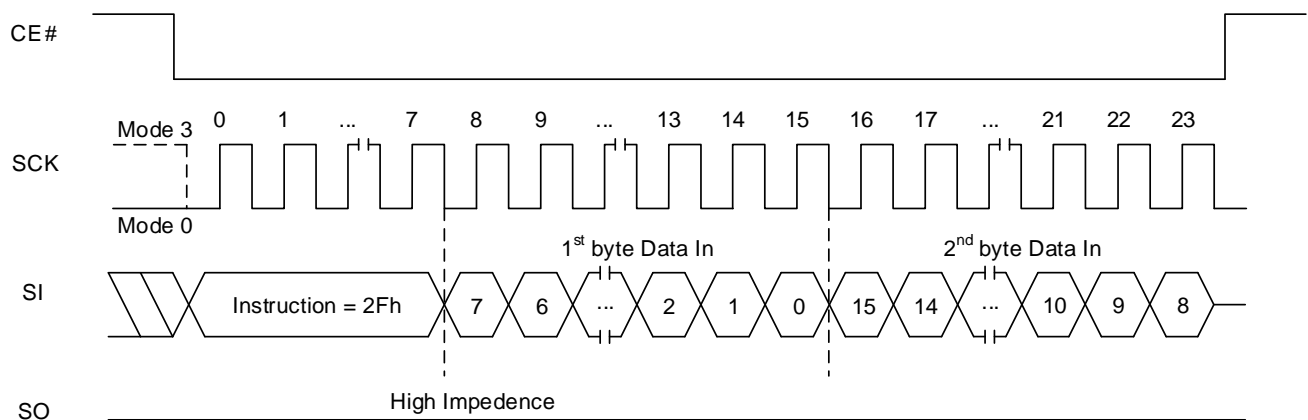 CE#
0 1 ... 7 8 9 ... 13 14 15 16 17 ... 21 22 23
Mode 3
SCK
Mode 0
1st byte Data In 2nd byte Data In
SI Instruction = 2Fh 7 6 ... 2 1 0 15 14 ... 10 9 8
High Impedence
SO